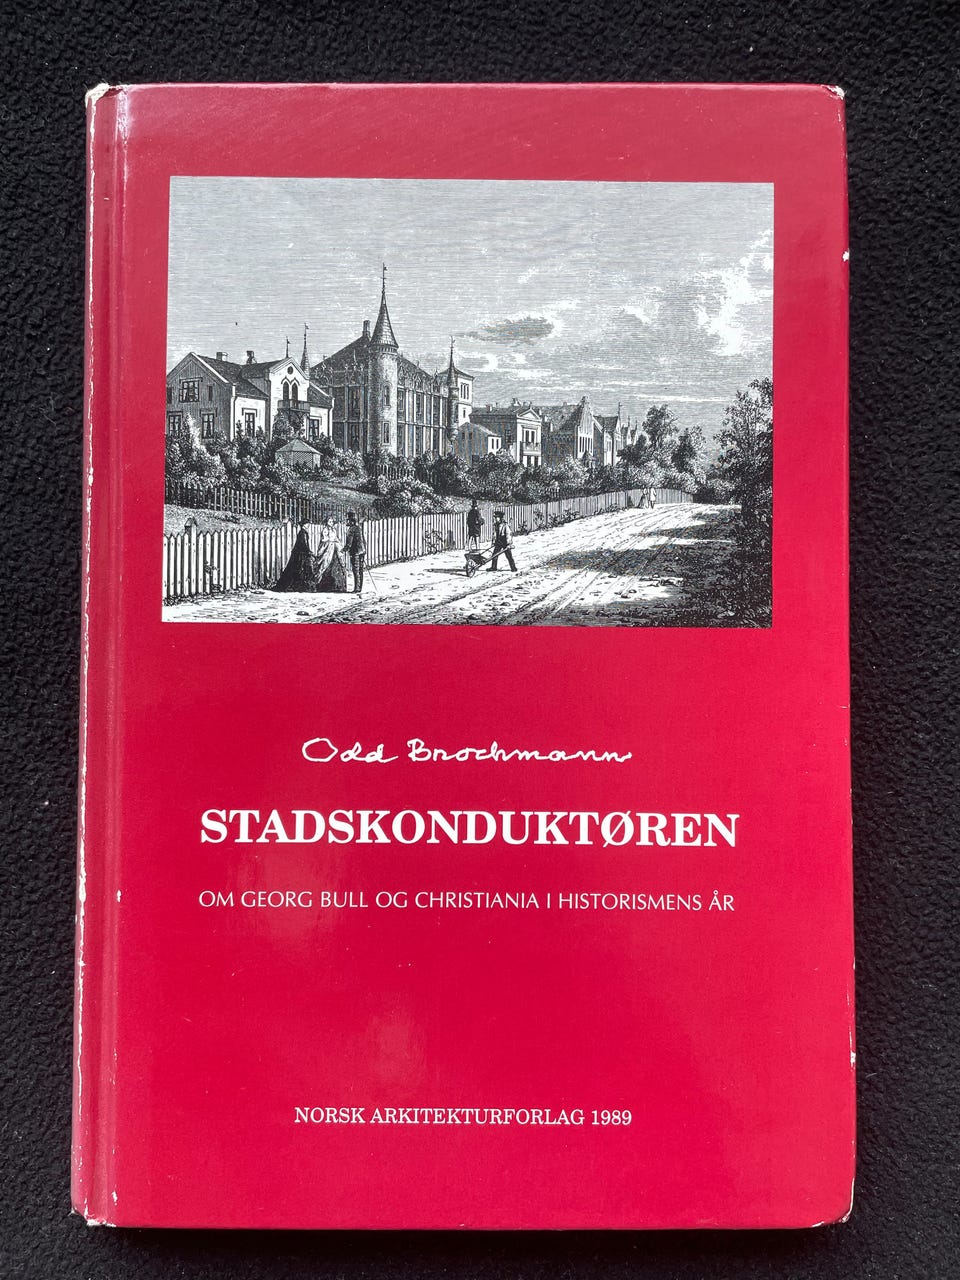 Odd Brochmann
STADSKONDUKTØREN
OM GEORG BULL OG CHRISTIANIA I HISTORISMENS ÅR
NORSK ARKITEKTURFORLAG 1989